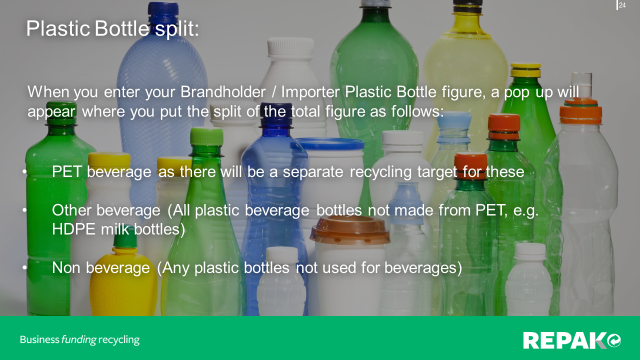 24
Plastic Bottle split:
When you enter your Brandholder / Importer Plastic Bottle figure, a pop up will
appear where you put the split of the total figure as follows:
• PET beverage as there will be a separate recycling target for these
• Other beverage (All plastic beverage bottles not made from PET, e.g.
HDPE milk bottles)
• Non beverage (Any plastic bottles not used for beverages)
Business funding recycling
REPAK